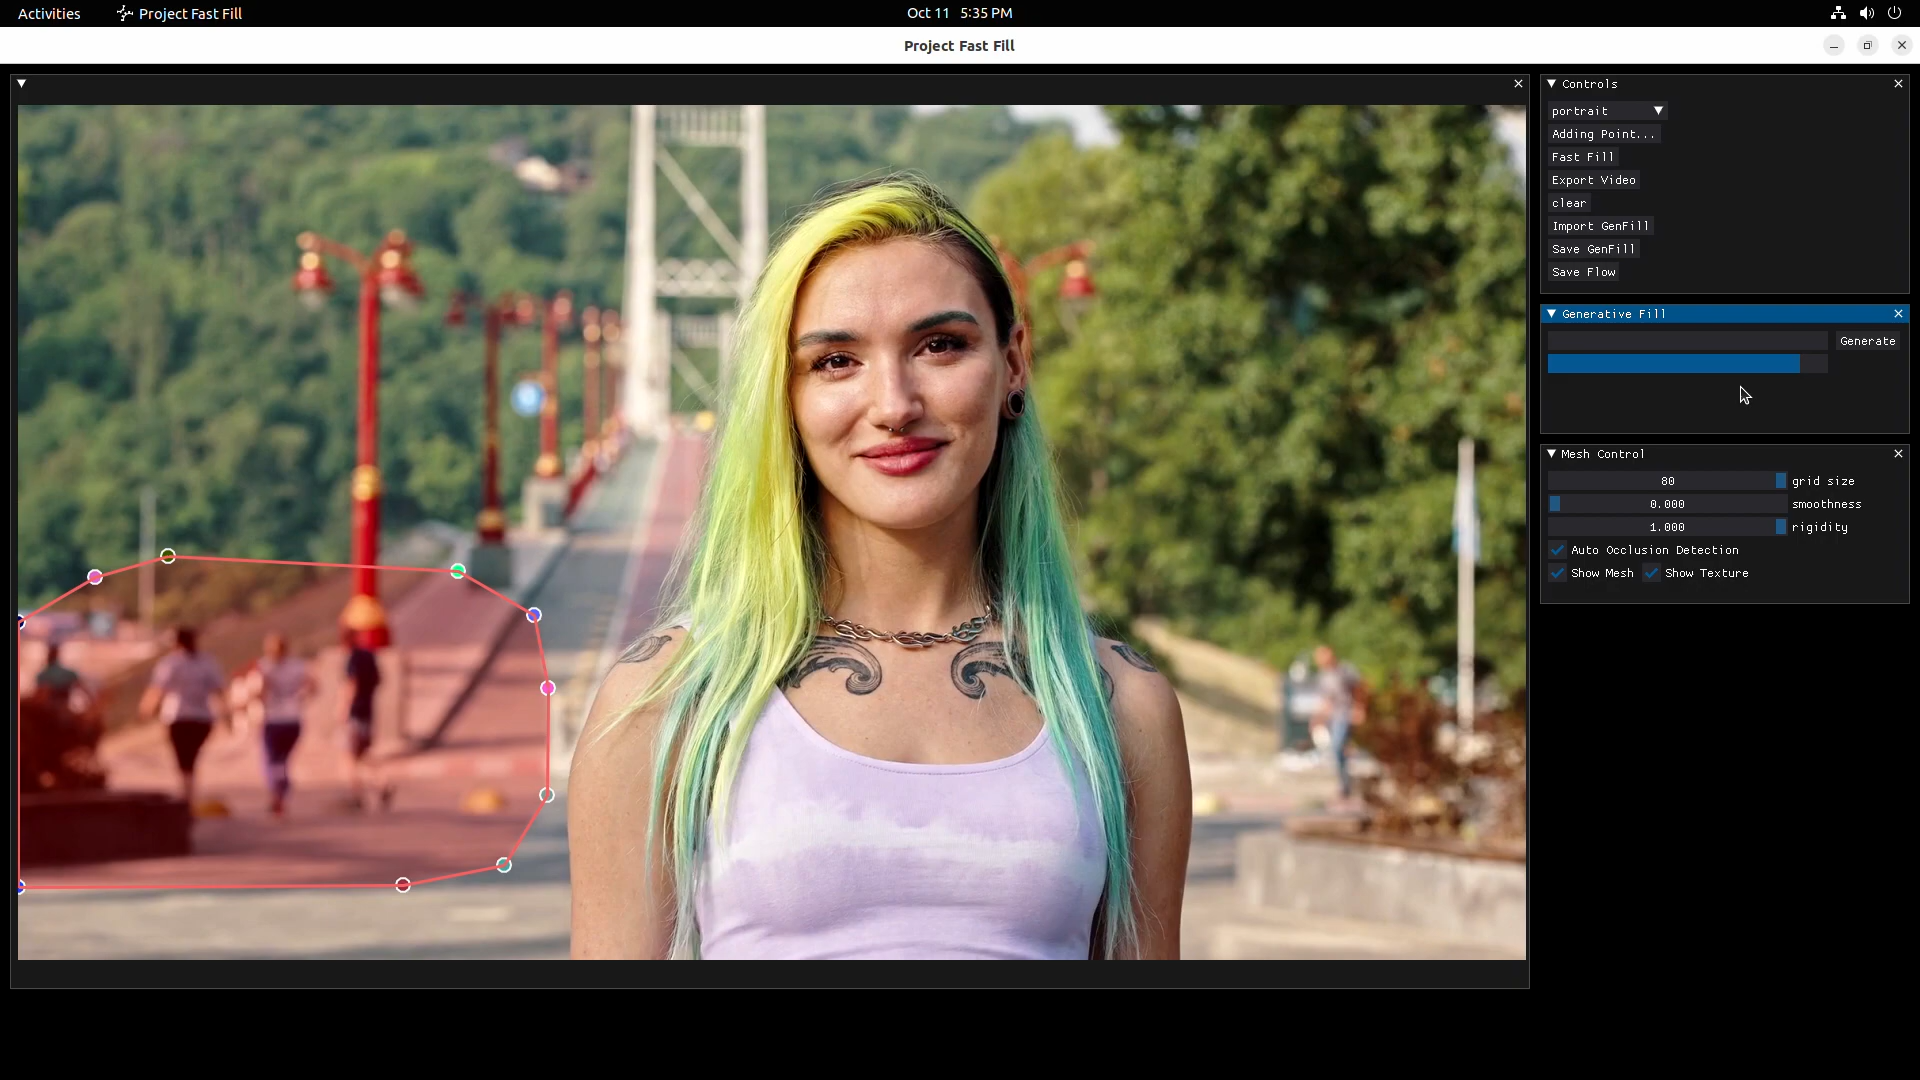 Activities Project Fast Fill Oct 11 5:35 PM
Project Fast Fill
Controls
portrait
Adding Point...
Fast Fill
Export Video
clear
Import GenFill
Save GenFill
Save Flow
Generative Fill
Generate
Mesh Control
80 grid size
0.000 smoothness
1.000 rigidity
Auto Occlusion Detection
Show Mesh Show Texture